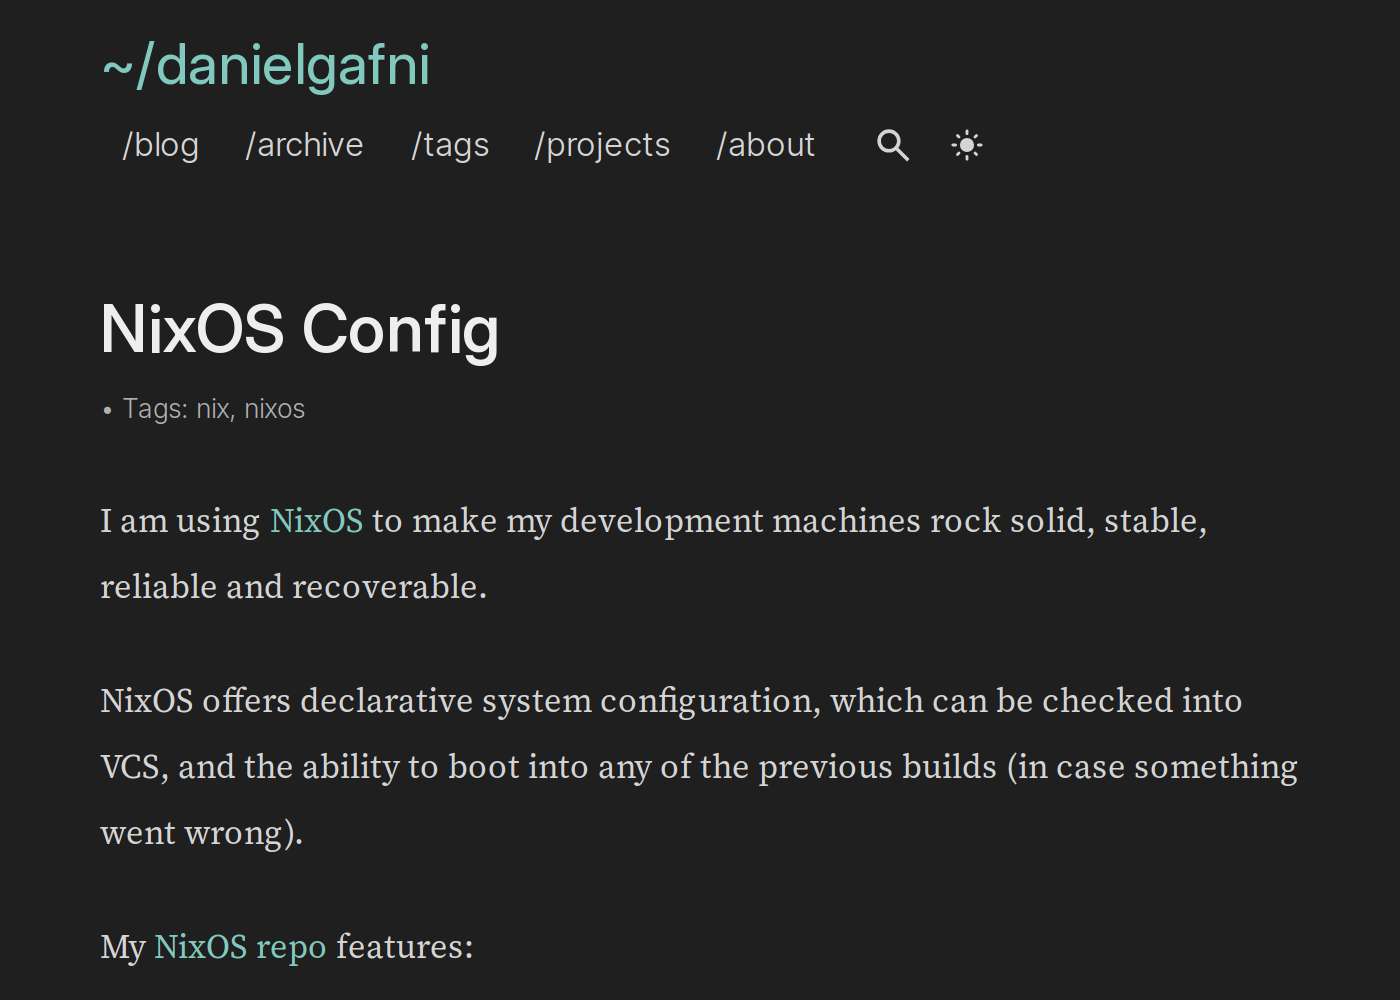 ~/danielgafni
/blog /archive /tags /projects /about
NixOS Config
• Tags: nix, nixos
I am using NixOS to make my development machines rock solid, stable,
reliable and recoverable.
NixOS offers declarative system configuration, which can be checked into
VCS, and the ability to boot into any of the previous builds (in case something
went wrong).
My NixOS repo features: